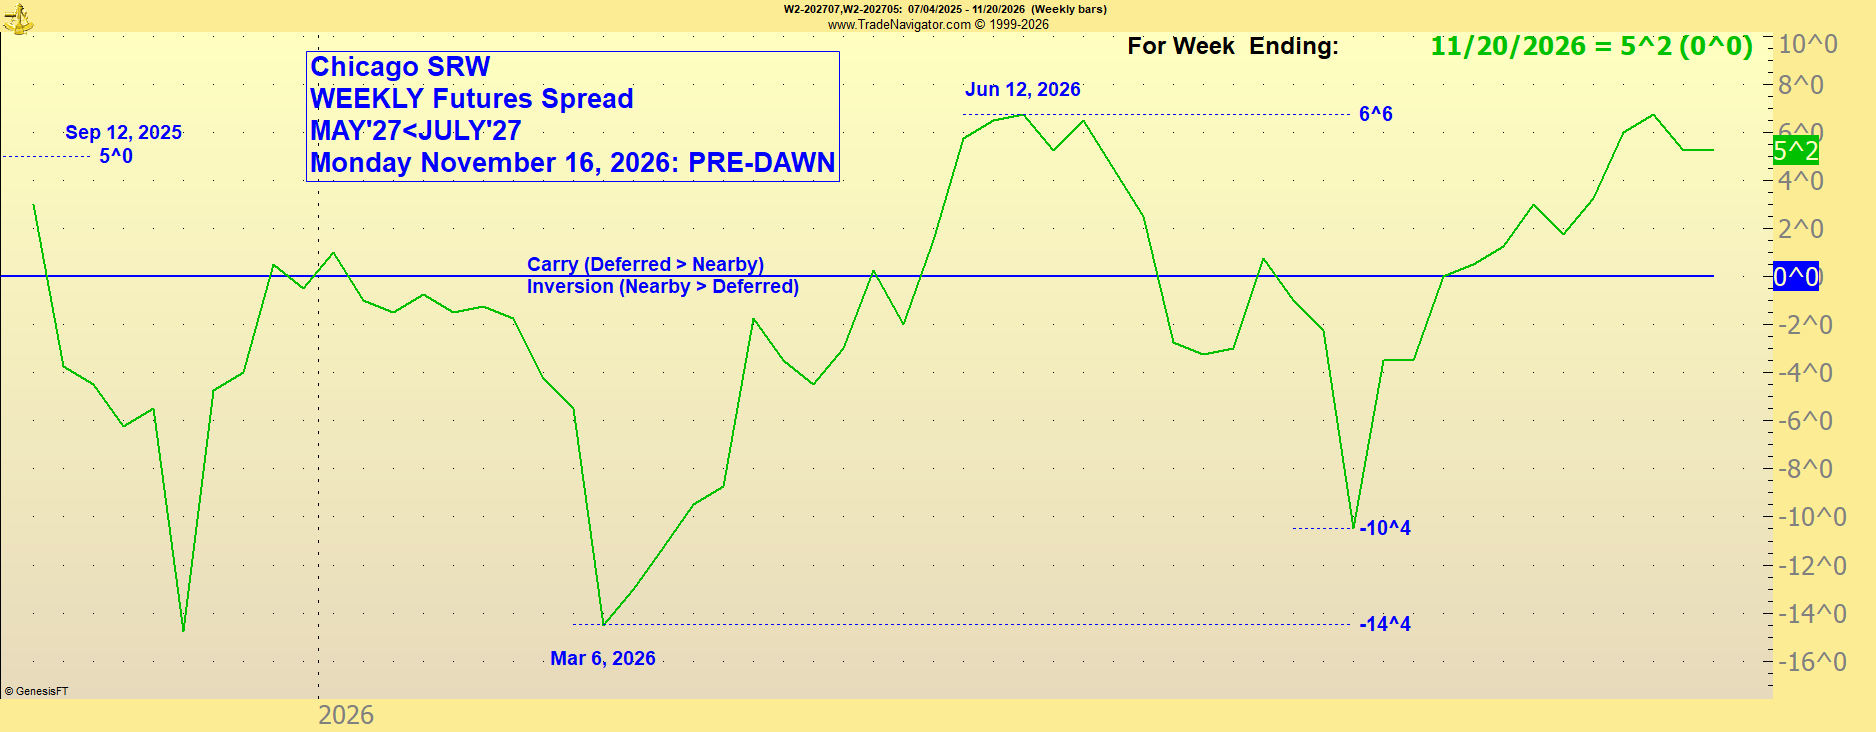 W2-202707,W2-202705: 07/04/2025 - 11/20/2026 (Weekly bars)
www.TradeNavigator.com © 1999-2026
For Week Ending:
11/20/2026 = 5^2 (0^0)
Chicago SRW
WEEKLY Futures Spread
MAY'27<JULY'27
Monday November 16, 2026: PRE-DAWN
Sep 12, 2025
5^0
Jun 12, 2026
6^6
Carry (Deferred > Nearby)
Inversion (Nearby > Deferred)
-10^4
-14^4
Mar 6, 2026
10^0
8^0
6^0
5^2
4^0
2^0
0^0
-2^0
-4^0
-6^0
-8^0
-10^0
-12^0
-14^0
-16^0
© GenesisFT
2026